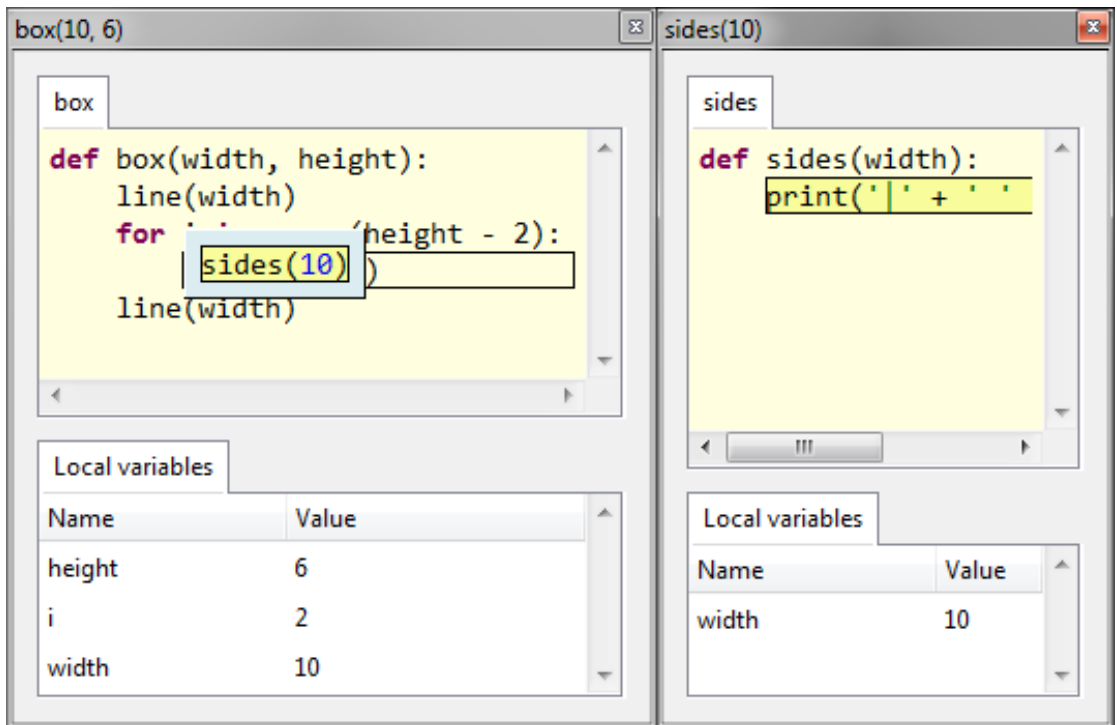 box(10, 6)
box
def box(width, height):
line(width)
for i i (height - 2):
sides(10) )
line(width)
Local variables
Name Value
height 6
i 2
width 10
sides(10)
sides
def sides(width):
print('|' + ' '
Local variables
Name Value
width 10